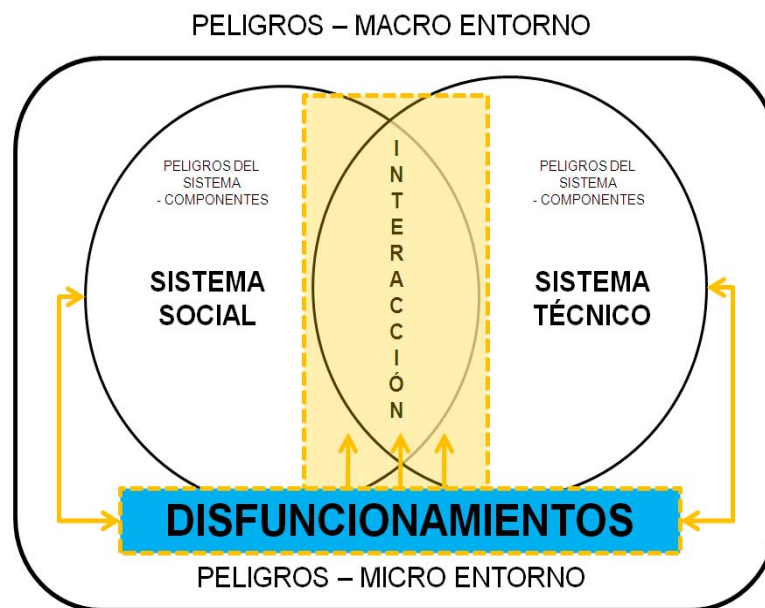 PELIGROS – MACRO ENTORNO
PELIGROS DEL
SISTEMA
- COMPONENTES
SISTEMA
SOCIAL
INTERACCIÓN
PELIGROS DEL
SISTEMA
- COMPONENTES
SISTEMA
TÉCNICO
DISFUNCIONAMIENTOS
PELIGROS – MICRO ENTORNO